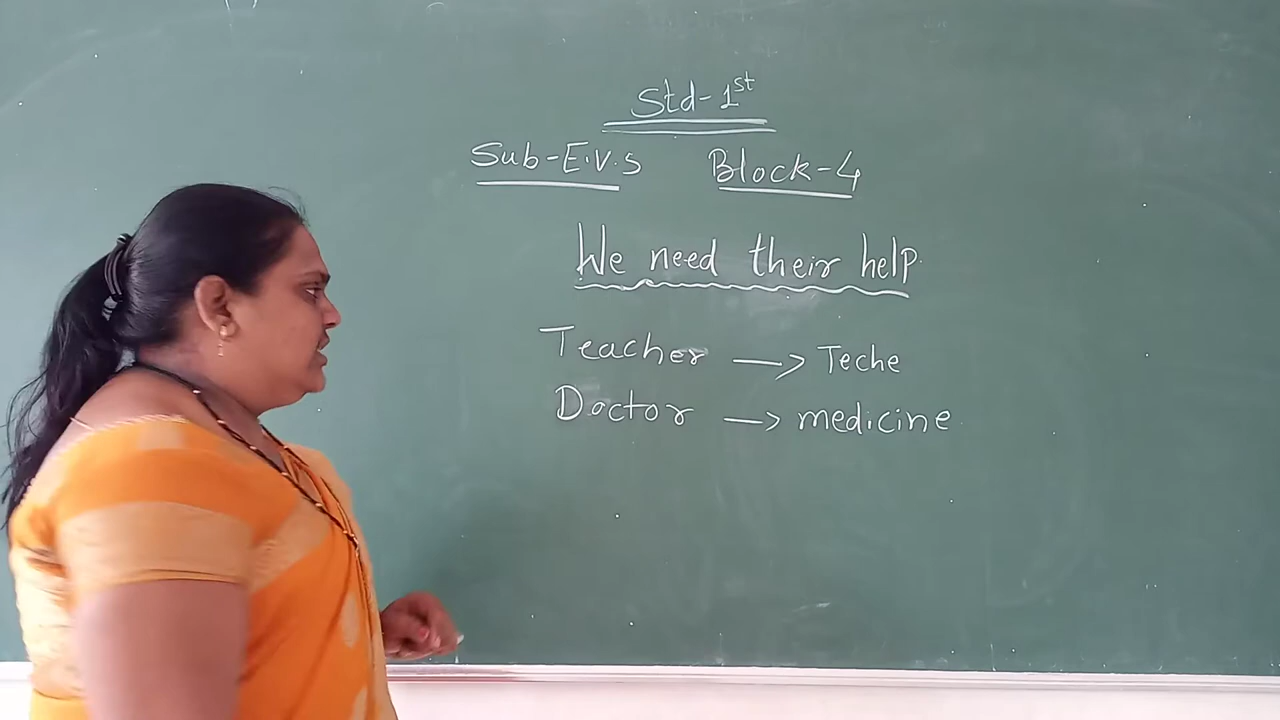 Std-1st
Sub-E.V.S Block-4
We need their help.
Teacher → Teche
Doctor → medicine